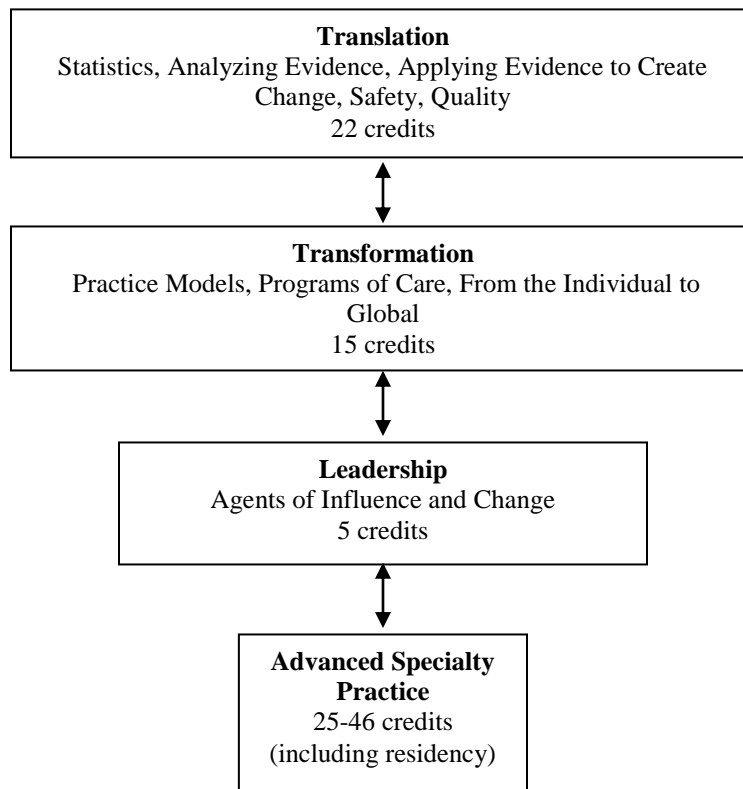 Translation
Statistics, Analyzing Evidence, Applying Evidence to Create
Change, Safety, Quality
22 credits
Transformation
Practice Models, Programs of Care, From the Individual to
Global
15 credits
Leadership
Agents of Influence and Change
5 credits
Advanced Specialty
Practice
25-46 credits
(including residency)